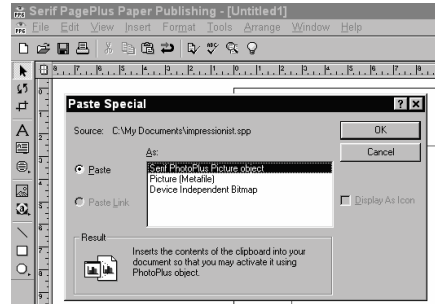 Serif PagePlus Paper Publishing - [Untitled1]
File Edit View Insert Format Tools Arrange Window Help
Paste Special
Source: C:\My Documents\impressionist.spp
As:
Paste
Paste Link
Serif PhotoPlus Picture object
Picture (Metafile)
Device Independent Bitmap
OK
Cancel
Display As Icon
Result
Inserts the contents of the clipboard into your
document so that you may activate it using
PhotoPlus object.